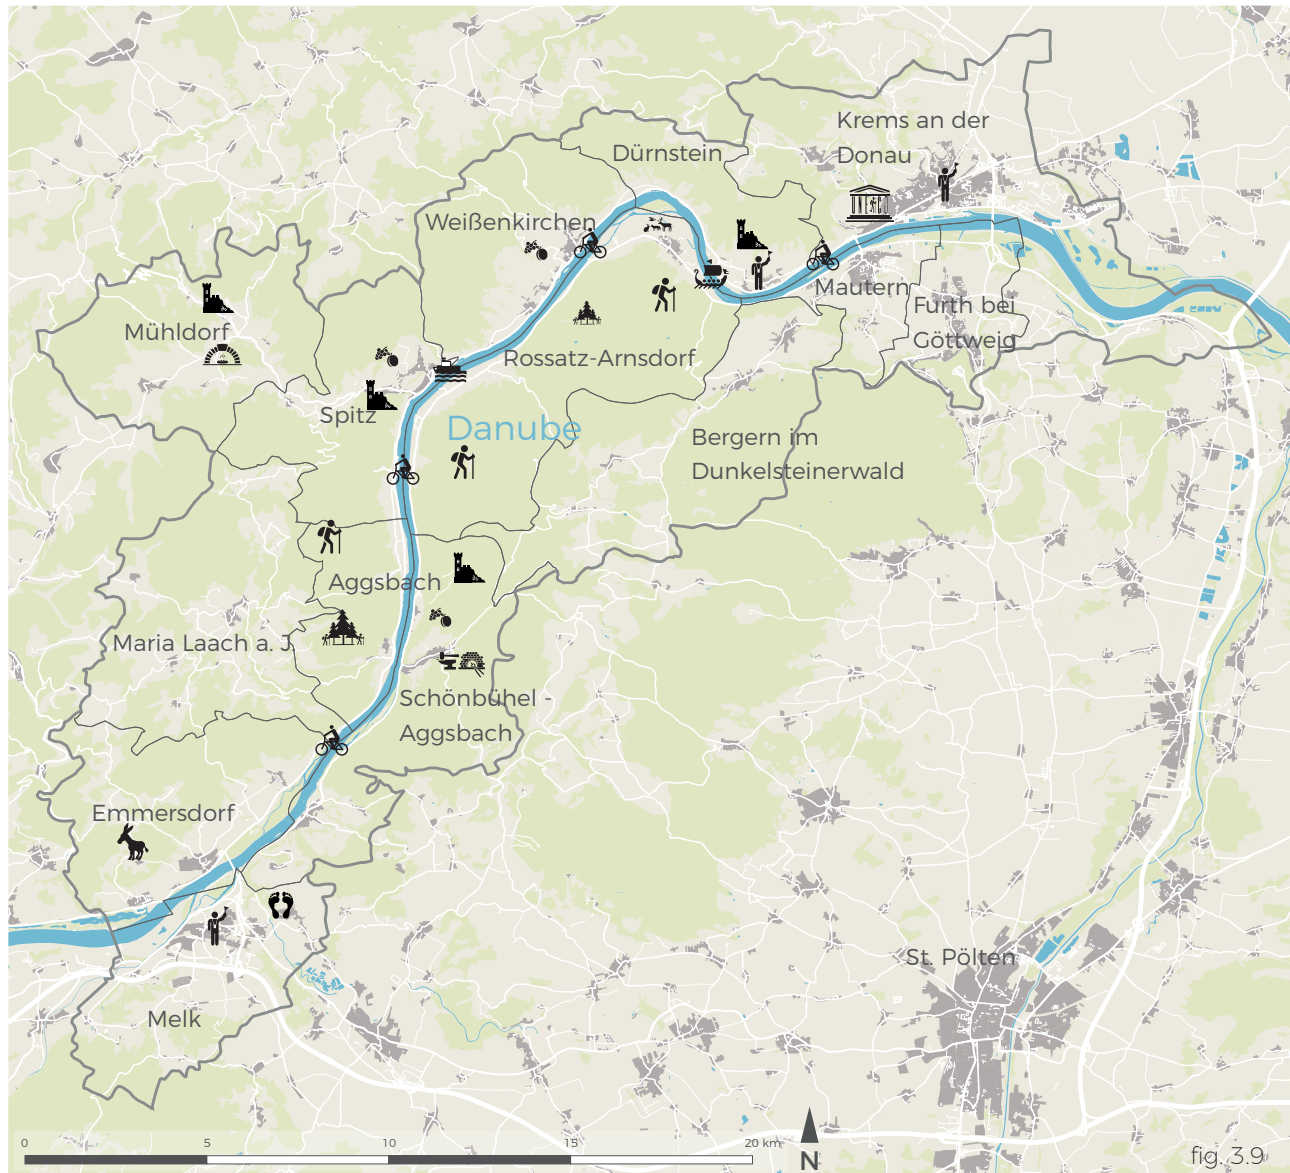 Krems an der
Donau
Dürnstein
Weißenkirchen
Mautern
Furth bei
Göttweig
Mühldorf
Rossatz-Arnsdorf
Spitz
Danube
Bergern im
Dunkelsteinerwald
Aggsbach
Maria Laach a. J
Schönbühel -
Aggsbach
Emmersdorf
St. Pölten
Melk
0 5 10 15 20 km
N
fig. 3.9